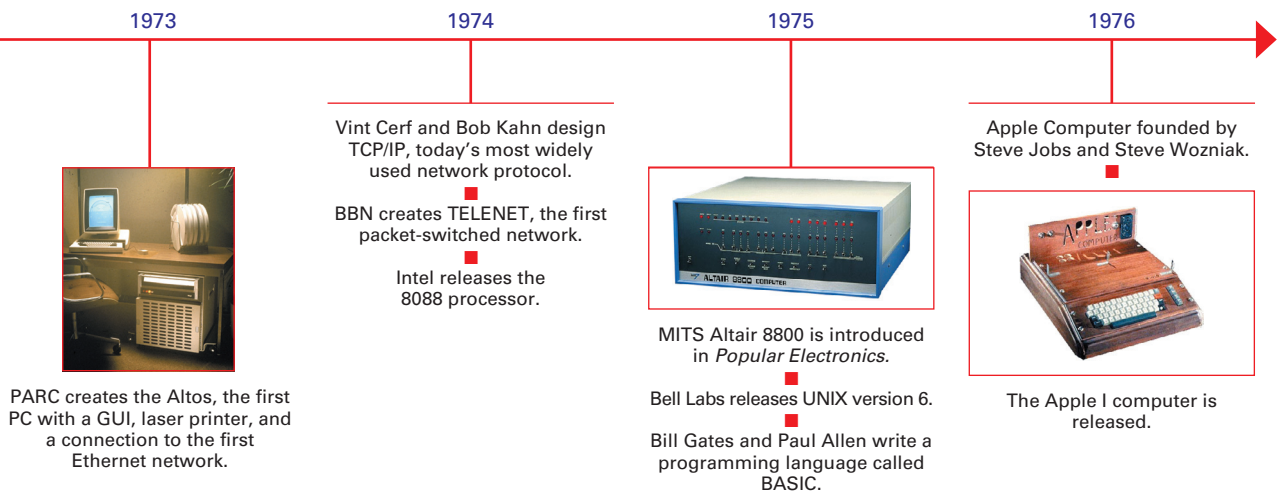 1973
1974
1975
1976
PARC creates the Altos, the first
PC with a GUI, laser printer, and
a connection to the first
Ethernet network.
Vint Cerf and Bob Kahn design
TCP/IP, today's most widely
used network protocol.
BBN creates TELENET, the first
packet-switched network.
Intel releases the
8088 processor.
ALTAIR 8800 COMPUTER
MITS Altair 8800 is introduced
in Popular Electronics.
Bell Labs releases UNIX version 6.
Bill Gates and Paul Allen write a
programming language called
BASIC.
Apple Computer founded by
Steve Jobs and Steve Wozniak.
APPLE
COMPUTER
The Apple I computer is
released.